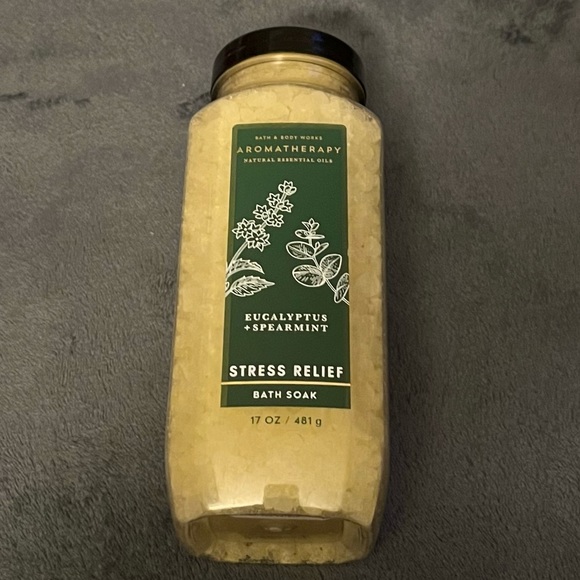 BATH & BODY WORKS
AROMATHERAPY
NATURAL ESSENTIAL OILS
EUCALYPTUS
+ SPEARMINT
STRESS RELIEF
BATH SOAK
17 OZ / 481 g